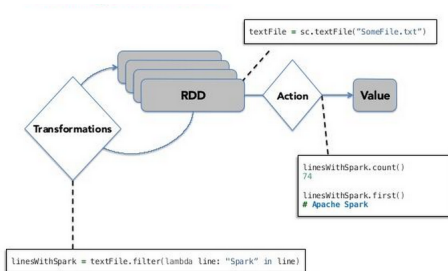 textFile = sc.textFile("SomeFile.txt")
RDD
Action
Value
Transformations
linesWithSpark.count()
74
linesWithSpark.first()
# Apache Spark
linesWithSpark = textFile.filter(lambda line: "Spark" in line)